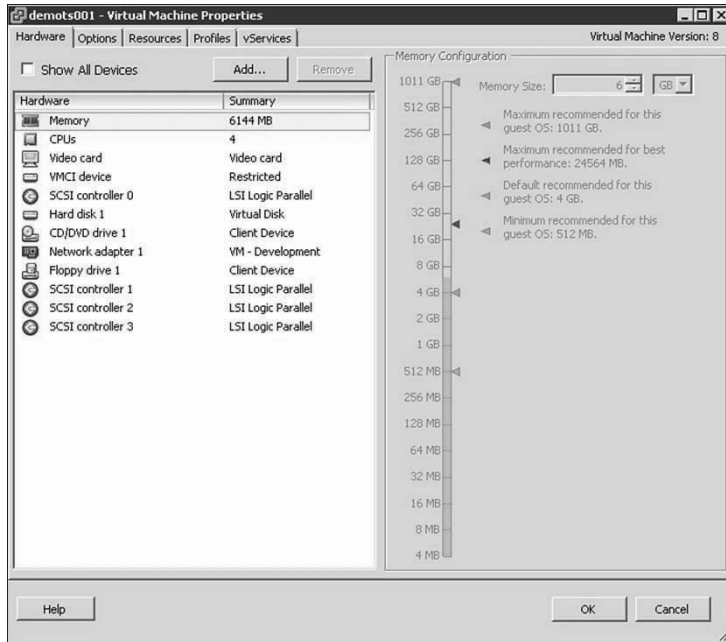 demots001 - Virtual Machine Properties
Hardware Options Resources Profiles vServices Virtual Machine Version: 8
Show All Devices Add... Remove
Hardware Summary
Memory 6144 MB
CPUs 4
Video card Video card
VMCI device Restricted
SCSI controller 0 LSI Logic Parallel
Hard disk 1 Virtual Disk
CD/DVD drive 1 Client Device
Network adapter 1 VM - Development
Floppy drive 1 Client Device
SCSI controller 1 LSI Logic Parallel
SCSI controller 2 LSI Logic Parallel
SCSI controller 3 LSI Logic Parallel
Memory Configuration
Memory Size: 6 GB
1011 GB
512 GB
256 GB
128 GB
64 GB
32 GB
16 GB
8 GB
4 GB
2 GB
1 GB
512 MB
256 MB
128 MB
64 MB
32 MB
16 MB
8 MB
4 MB
Maximum recommended for this
guest OS: 1011 GB.
Maximum recommended for best
performance: 24564 MB.
Default recommended for this
guest OS: 4 GB.
Minimum recommended for this
guest OS: 512 MB.
Help OK Cancel